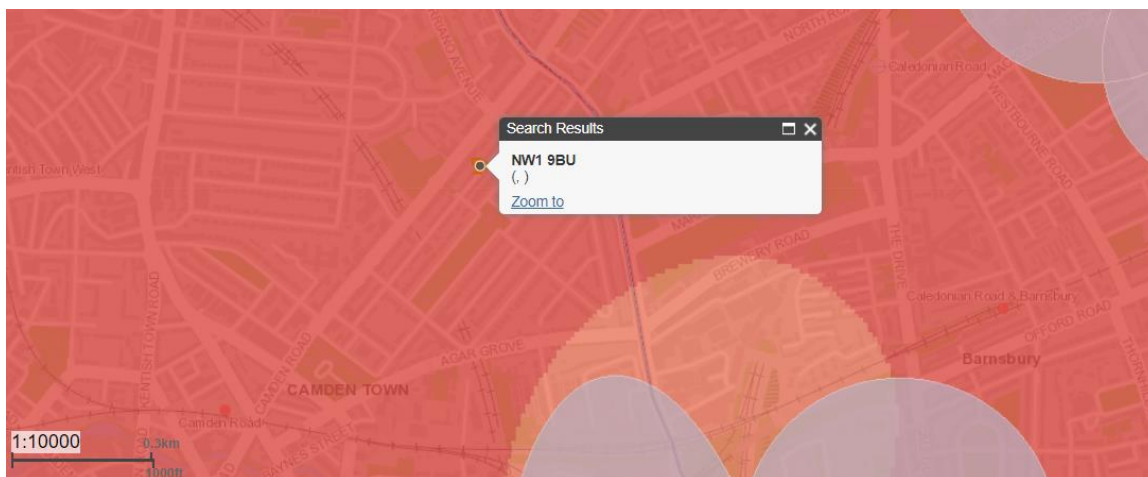 NORTH ROAD
Caledonian Road
Search Results
NW1 9BU
(, )
Zoom to
WESTBOURNE ROAD
AVENUE
ntish Town West
BREWERY ROAD
THE DRIVE
Caledonian Road & Barnsbury
OFFORD ROAD
KENTISH TOWN ROAD
CAMDEN ROAD
AGAR GROVE
Barnsbury
CAMDEN TOWN
Camden Road
1:10000
0.3km
1000ft